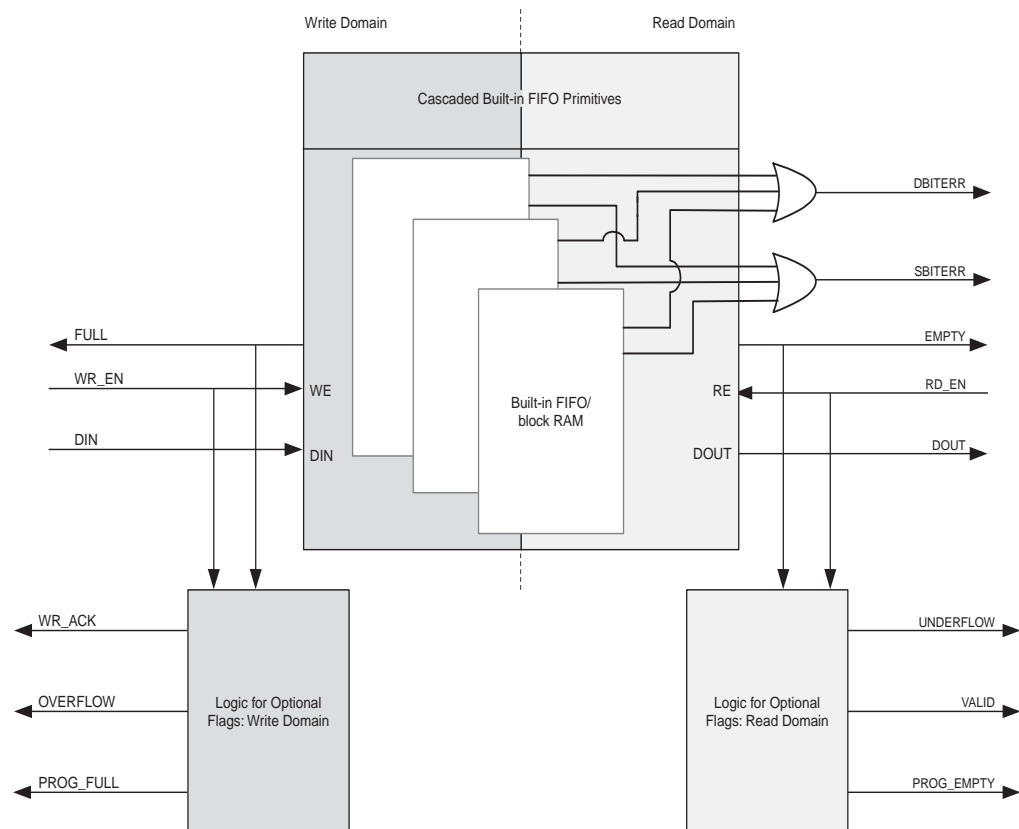 Write Domain
Read Domain
Cascaded Built-in FIFO Primitives
DBITERR
SBITERR
FULL
EMPTY
WR_EN
WE
RE
RD_EN
Built-in FIFO/
block RAM
DIN
DIN
DOUT
DOUT
WR_ACK
UNDERFLOW
OVERFLOW
Logic for Optional
Flags: Write Domain
Logic for Optional
Flags: Read Domain
VALID
PROG_FULL
PROG_EMPTY